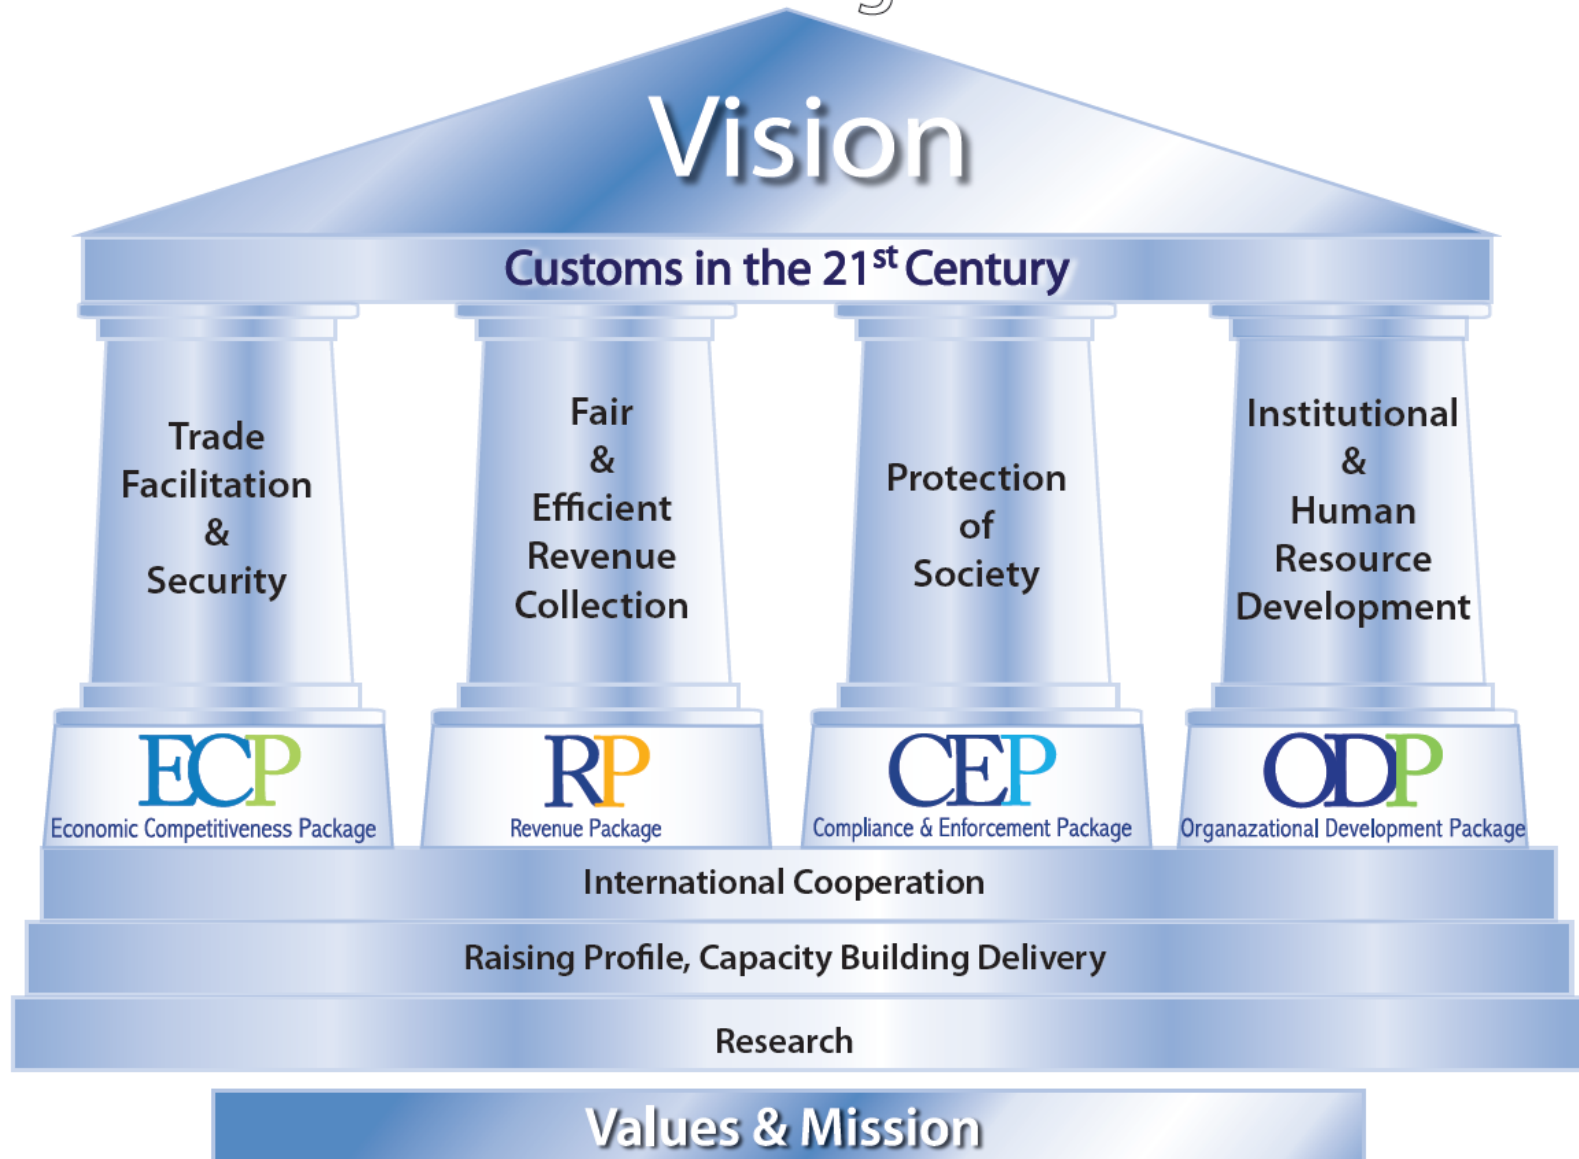 Vision
Customs in the 21st Century
Trade
Facilitation
&
Security
Fair
&
Efficient
Revenue
Collection
Protection
of
Society
Institutional
&
Human
Resource
Development
ECP
Economic Competitiveness Package
RP
Revenue Package
CEP
Compliance & Enforcement Package
ODP
Organazational Development Package
International Cooperation
Raising Profile, Capacity Building Delivery
Research
Values & Mission